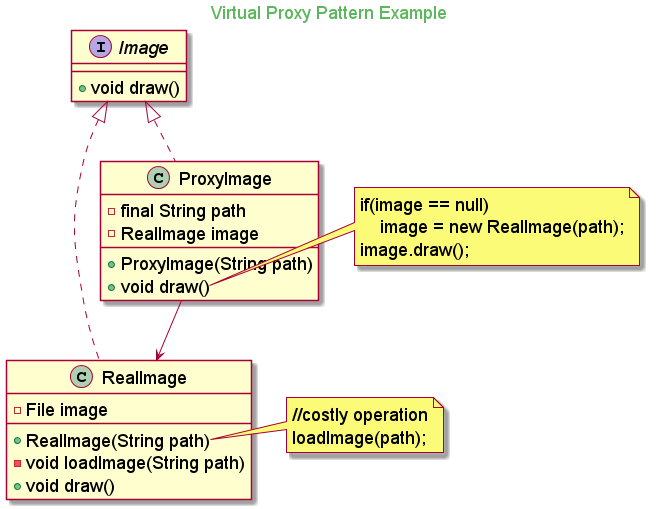 Virtual Proxy Pattern Example
I Image
void draw()
C ProxyImage
final String path
RealImage image
ProxyImage(String path)
void draw()
if(image == null)
image = new RealImage(path);
image.draw();
C RealImage
File image
RealImage(String path)
void loadImage(String path)
void draw()
//costly operation
loadImage(path);